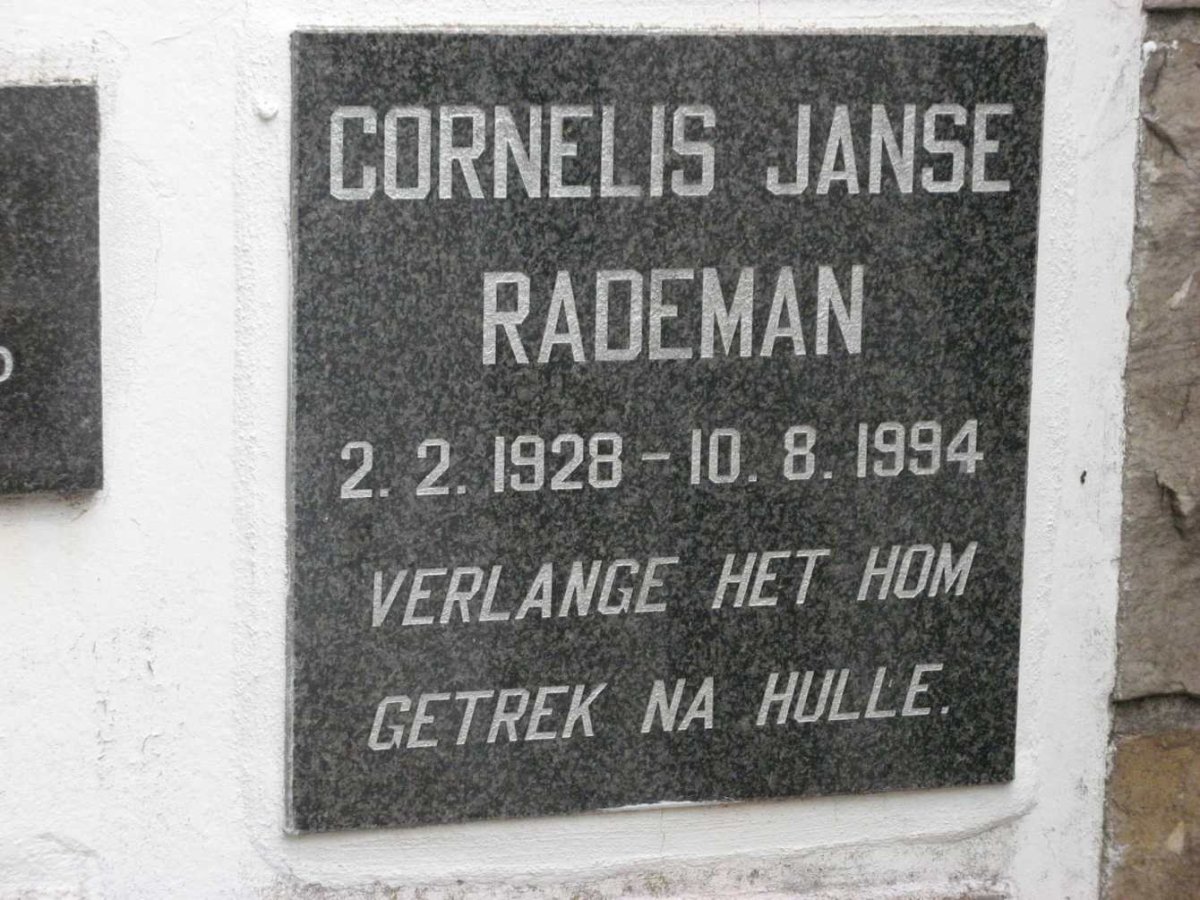 CORNELIS JANSE
RADEMAN
2.2.1928 - 10.8.1994
VERLANGE HET HOM
GETREK NA HULLE.